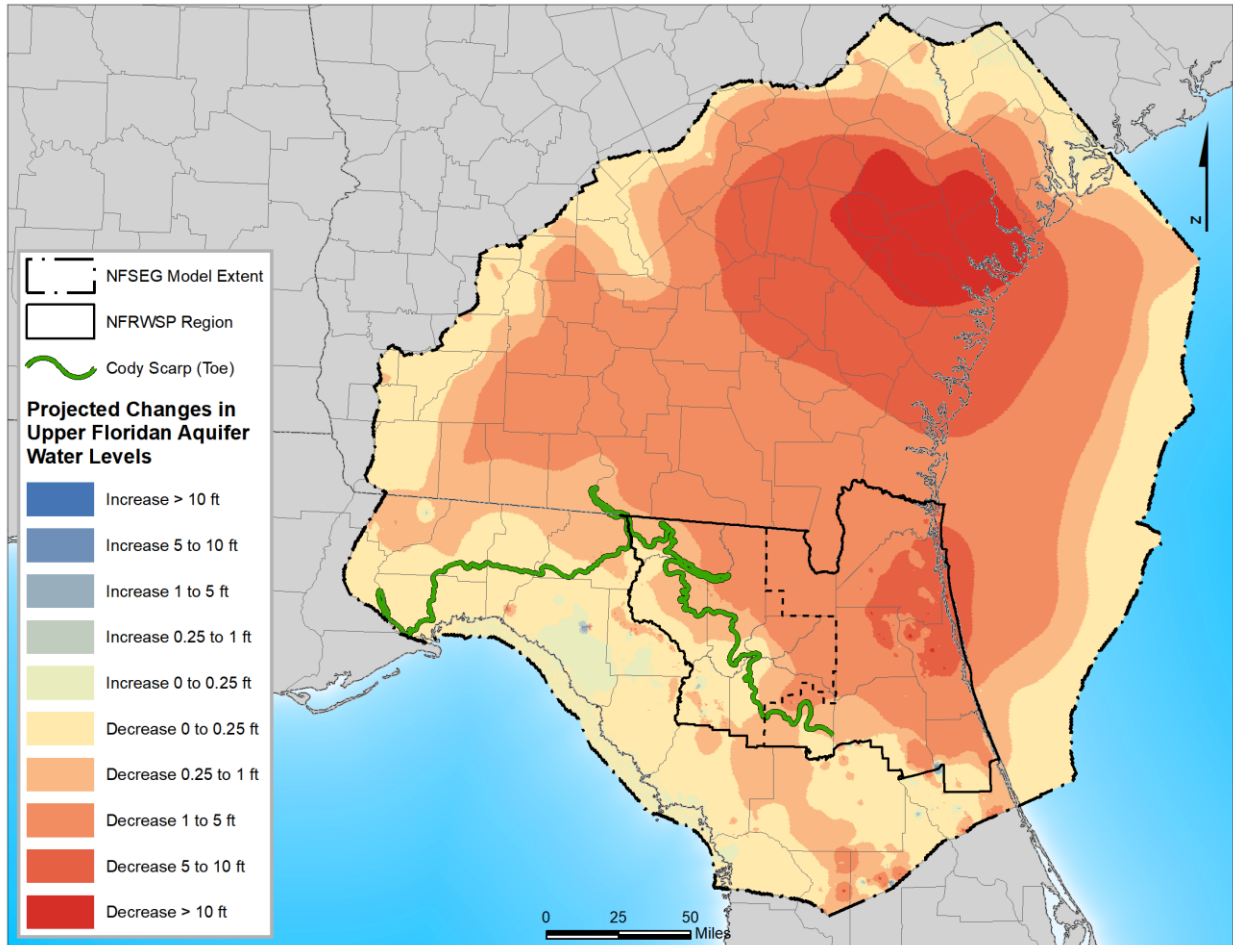 NFSEG Model Extent
NFRWSP Region
Cody Scarp (Toe)
Projected Changes in
Upper Floridan Aquifer
Water Levels
Increase > 10 ft
Increase 5 to 10 ft
Increase 1 to 5 ft
Increase 0.25 to 1 ft
Increase 0 to 0.25 ft
Decrease 0 to 0.25 ft
Decrease 0.25 to 1 ft
Decrease 1 to 5 ft
Decrease 5 to 10 ft
Decrease > 10 ft
N
0 25 50
Miles